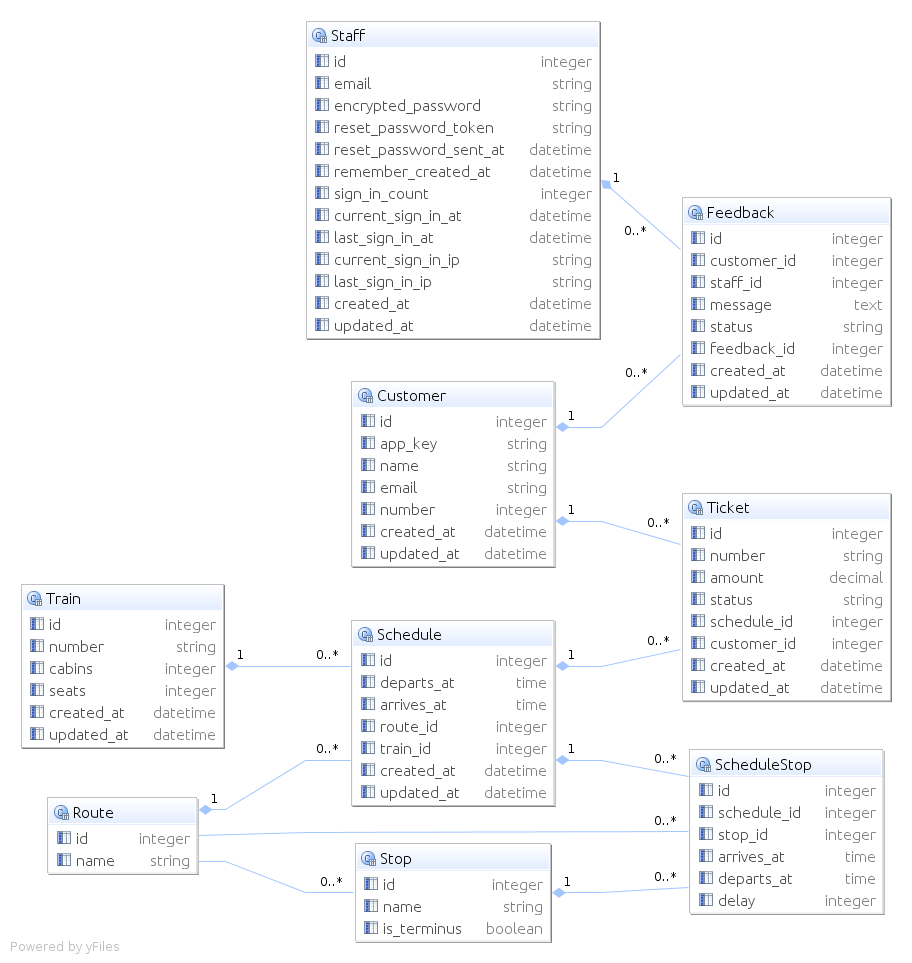 Staff
id integer
email string
encrypted_password string
reset_password_token string
reset_password_sent_at datetime
remember_created_at datetime
sign_in_count integer
current_sign_in_at datetime
last_sign_in_at datetime
current_sign_in_ip string
last_sign_in_ip string
created_at datetime
updated_at datetime
1
0..*
Feedback
id integer
customer_id integer
staff_id integer
message text
status string
feedback_id integer
created_at datetime
updated_at datetime
0..*
1
Customer
id integer
app_key string
name string
email string
number integer
created_at datetime
updated_at datetime
1
0..*
Ticket
id integer
number string
amount decimal
status string
schedule_id integer
customer_id integer
created_at datetime
updated_at datetime
Train
id integer
number string
cabins integer
seats integer
created_at datetime
updated_at datetime
1
0..*
Schedule
id integer
departs_at time
arrives_at time
route_id integer
train_id integer
created_at datetime
updated_at datetime
1
0..*
1
0..*
0..*
1
Route
id integer
name string
0..*
0..*
Stop
id integer
name string
is_terminus boolean
1
0..*
ScheduleStop
id integer
schedule_id integer
stop_id integer
arrives_at time
departs_at time
delay integer
Powered by yFiles